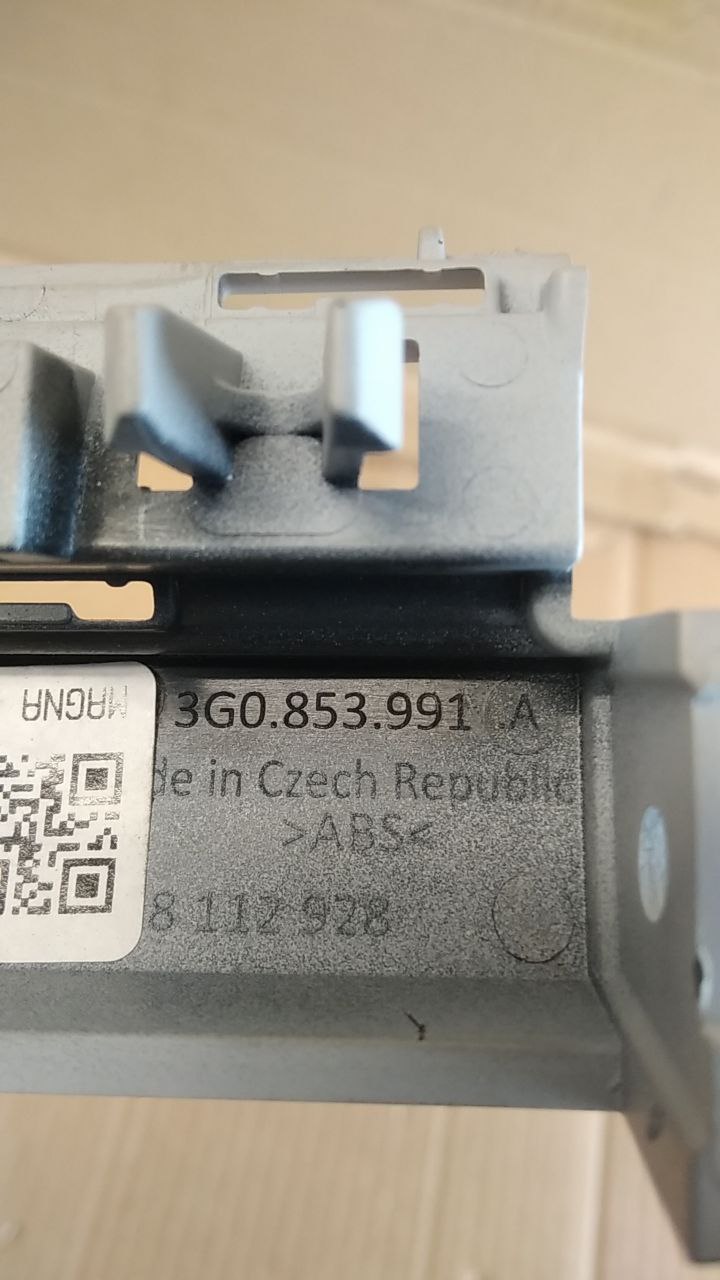 MAGNA
3G0.853.991 .A
de in Czech Republic
>ABS<
8 112 928